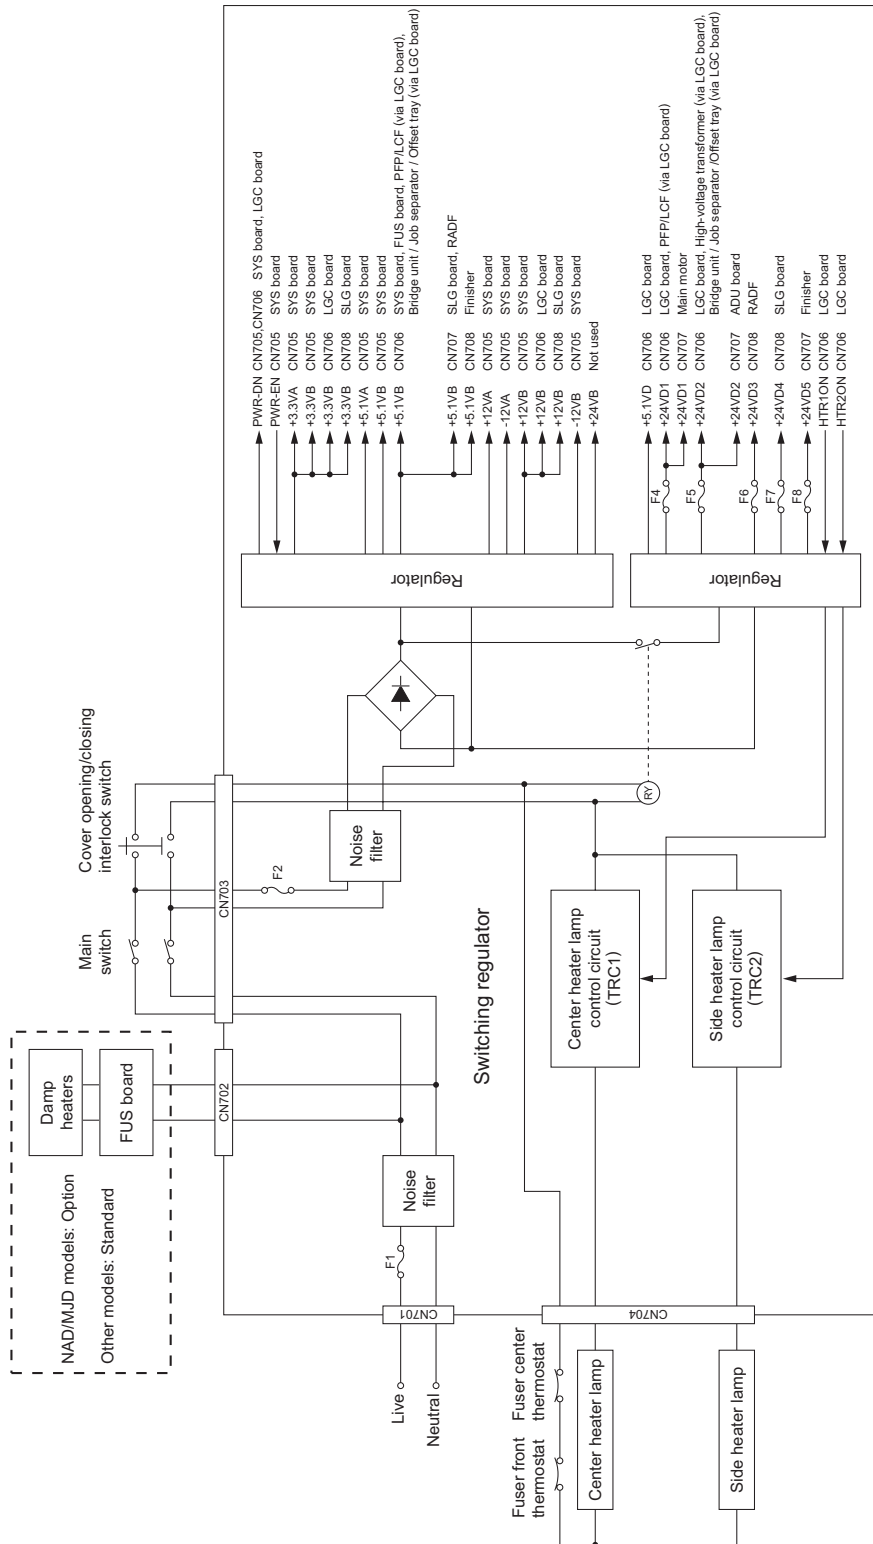 Damp
heaters
FUS board
NAD/MJD models: Option
Other models: Standard
Main
switch
Cover opening/closing
interlock switch
CN702
CN703
Live
Neutral
CN701
F1
Noise
filter
F2
Noise
filter
Switching regulator
RY
Regulator
PWR-DN CN705,CN706 SYS board, LGC board
PWR-EN CN705 SYS board
+3.3VA CN705 SYS board
+3.3VB CN705 SYS board
+3.3VB CN706 LGC board
+3.3VB CN708 SLG board
+5.1VA CN705 SYS board
+5.1VB CN705 SYS board
+5.1VB CN706 SYS board, FUS board, PFP/LCF (via LGC board),
Bridge unit / Job separator / Offset tray (via LGC board)
+5.1VB CN707 SLG board, RADF
+5.1VB CN708 Finisher
+12VA CN705 SYS board
-12VA CN705 SYS board
+12VB CN705 SYS board
+12VB CN706 LGC board
+12VB CN708 SLG board
-12VB CN705 SYS board
+24VB Not used
Regulator
+5.1VD CN706 LGC board
F4
+24VD1 CN706 LGC board, PFP/LCF (via LGC board)
+24VD1 CN707 Main motor
F5
+24VD2 CN706 LGC board, High-voltage transformer (via LGC board)
Bridge unit / Job separator /Offset tray (via LGC board)
+24VD2 CN707 ADU board
F6
+24VD3 CN708 RADF
F7
+24VD4 CN708 SLG board
F8
+24VD5 CN707 Finisher
HTR1ON CN706 LGC board
HTR2ON CN706 LGC board
Center heater lamp
control circuit
(TRC1)
Side heater lamp
control circuit
(TRC2)
CN704
Fuser front
thermostat
Fuser center
thermostat
Center heater lamp
Side heater lamp